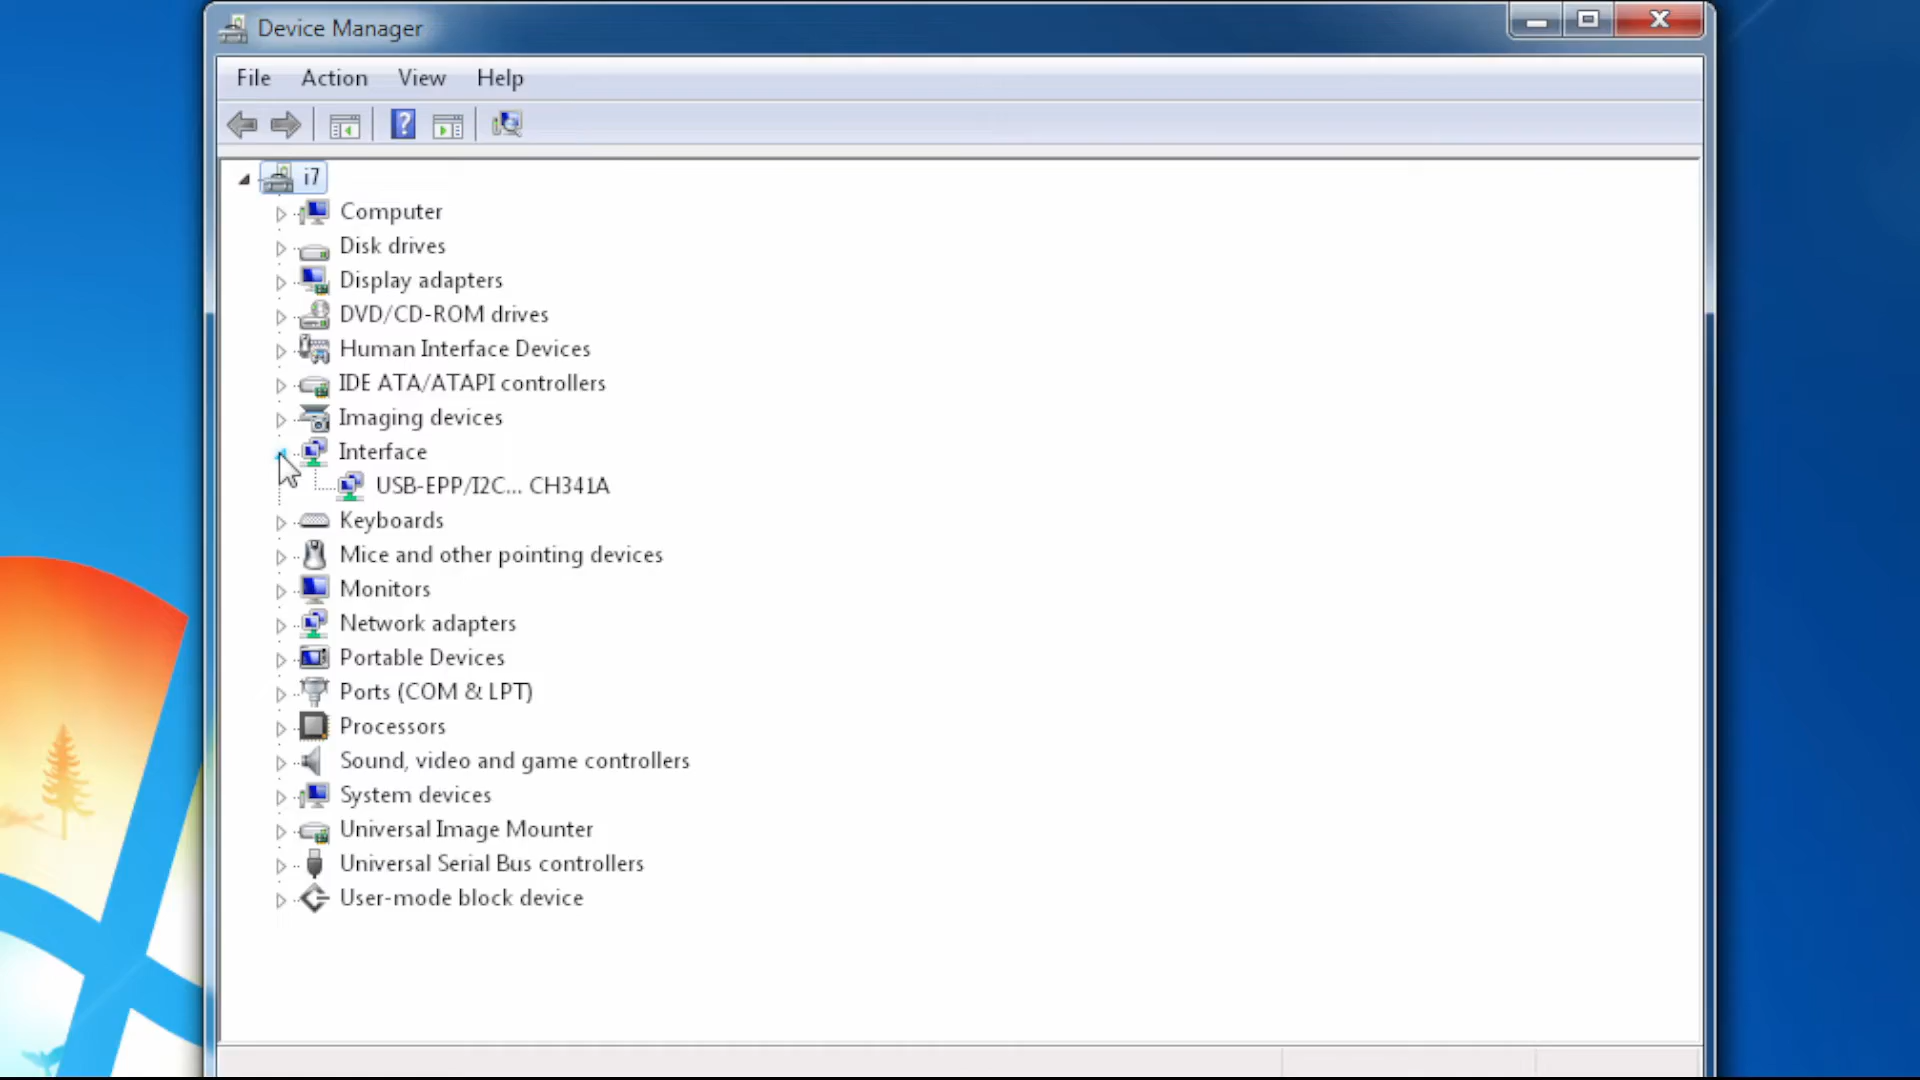 Device Manager
File Action View Help
i7
Computer
Disk drives
Display adapters
DVD/CD-ROM drives
Human Interface Devices
IDE ATA/ATAPI controllers
Imaging devices
Interface
USB-EPP/I2C... CH341A
Keyboards
Mice and other pointing devices
Monitors
Network adapters
Portable Devices
Ports (COM & LPT)
Processors
Sound, video and game controllers
System devices
Universal Image Mounter
Universal Serial Bus controllers
User-mode block device